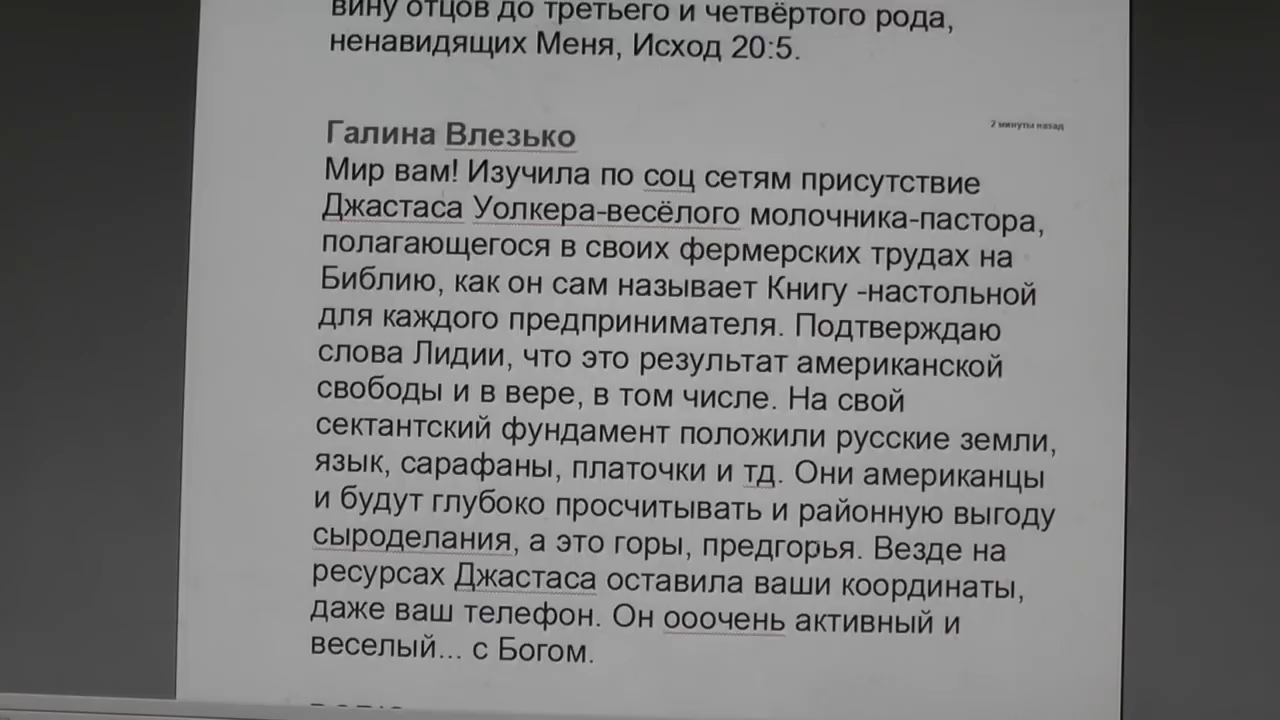 вину отцов до третьего и четвёртого рода,
ненавидящих Меня, Исход 20:5.
2 минуты назад
Галина Влезько
Мир вам! Изучила по соц сетям присутствие
Джастаса Уолкера-весёлого молочника-пастора,
полагающегося в своих фермерских трудах на
Библию, как он сам называет Книгу -настольной
для каждого предпринимателя. Подтверждаю
слова Лидии, что это результат американской
свободы и в вере, в том числе. На свой
сектантский фундамент положили русские земли,
язык, сарафаны, платочки и тд. Они американцы
и будут глубоко просчитывать и районную выгоду
сыроделания, а это горы, предгорья. Везде на
ресурсах Джастаса оставила ваши координаты,
даже ваш телефон. Он ооочень активный и
веселый... с Богом.